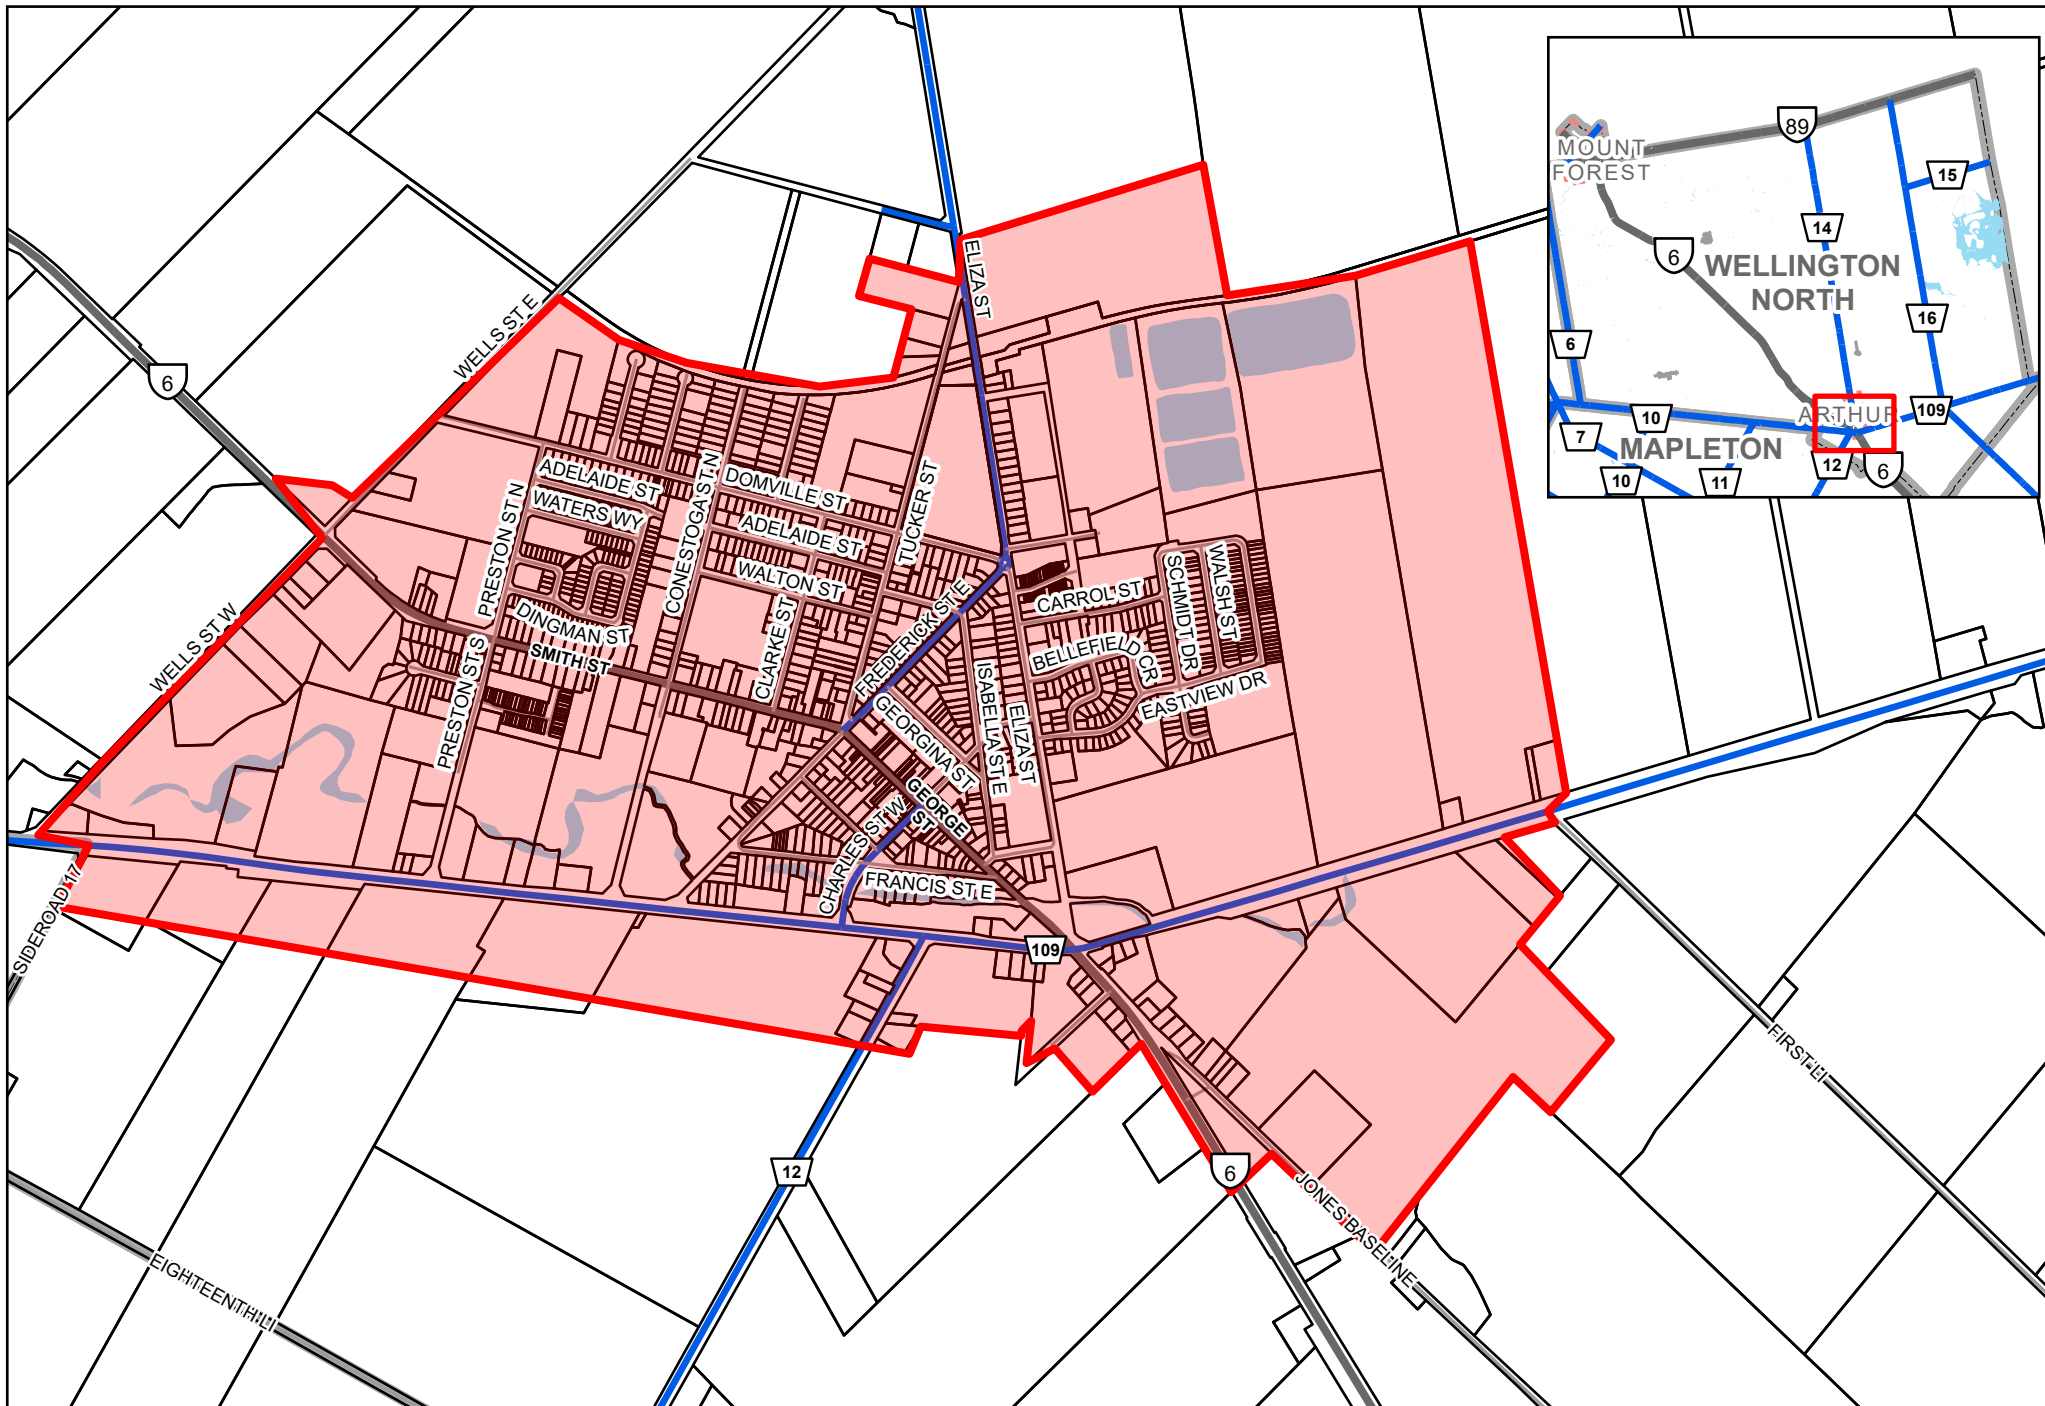 ELIZA ST
WELLS ST E
6
ADELAIDE ST
WATERS WY
PRESTON ST N
CONESTOGA ST N
DOMVILLE ST
ADELAIDE ST
TUCKER ST
WALTON ST
CLARKE ST
DINGMAN ST
SMITH ST
PRESTON ST S
WELLS ST W
FREDERICK ST E
CARROL ST
SCHMIDT DR
WALSH ST
BELLEFIELD CR
EASTVIEW DR
ISABELLA ST E
ELIZA ST
GEORGINA ST
GEORGE
ST
CHARLES ST W
FRANCIS ST E
SIDEROAD 17
109
12
6
JONES BASELINE
FIRST LI
EIGHTEENTH LI
MOUNT
FOREST
89
15
14
6
WELLINGTON
NORTH
16
6
10
ARTHUR
109
7
MAPLETON
12
6
10
11